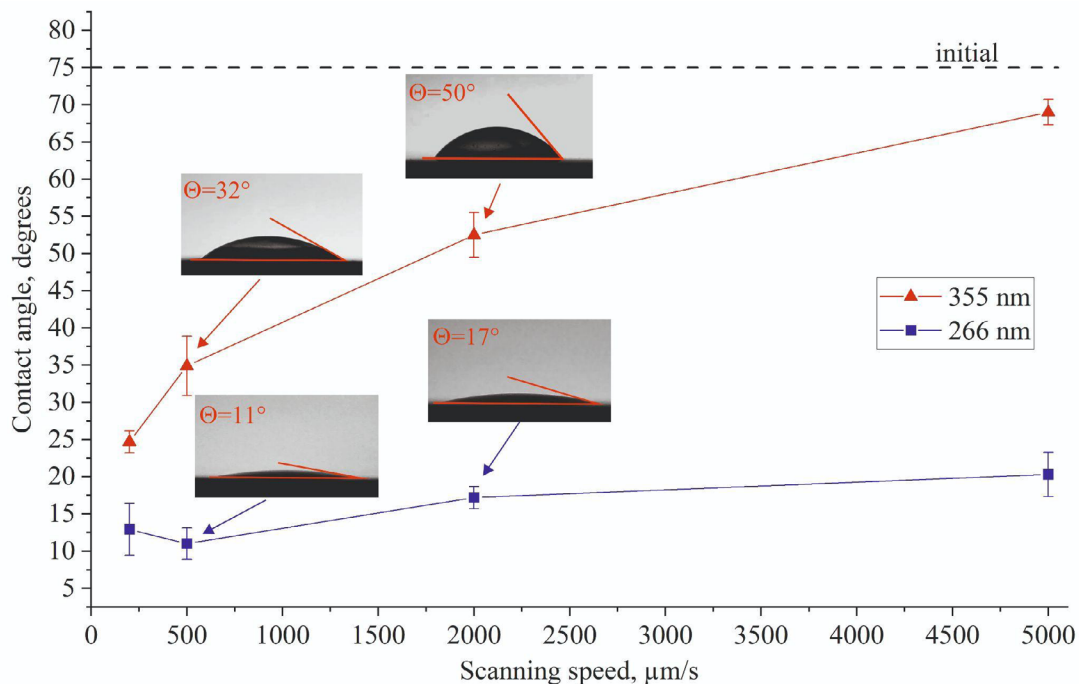 80
75
70
65
60
55
50
45
40
35
30
25
20
15
10
5
Contact angle, degrees
initial
Θ=50°
Θ=32°
Θ=17°
Θ=11°
355 nm
266 nm
0 500 1000 1500 2000 2500 3000 3500 4000 4500 5000
Scanning speed, µm/s